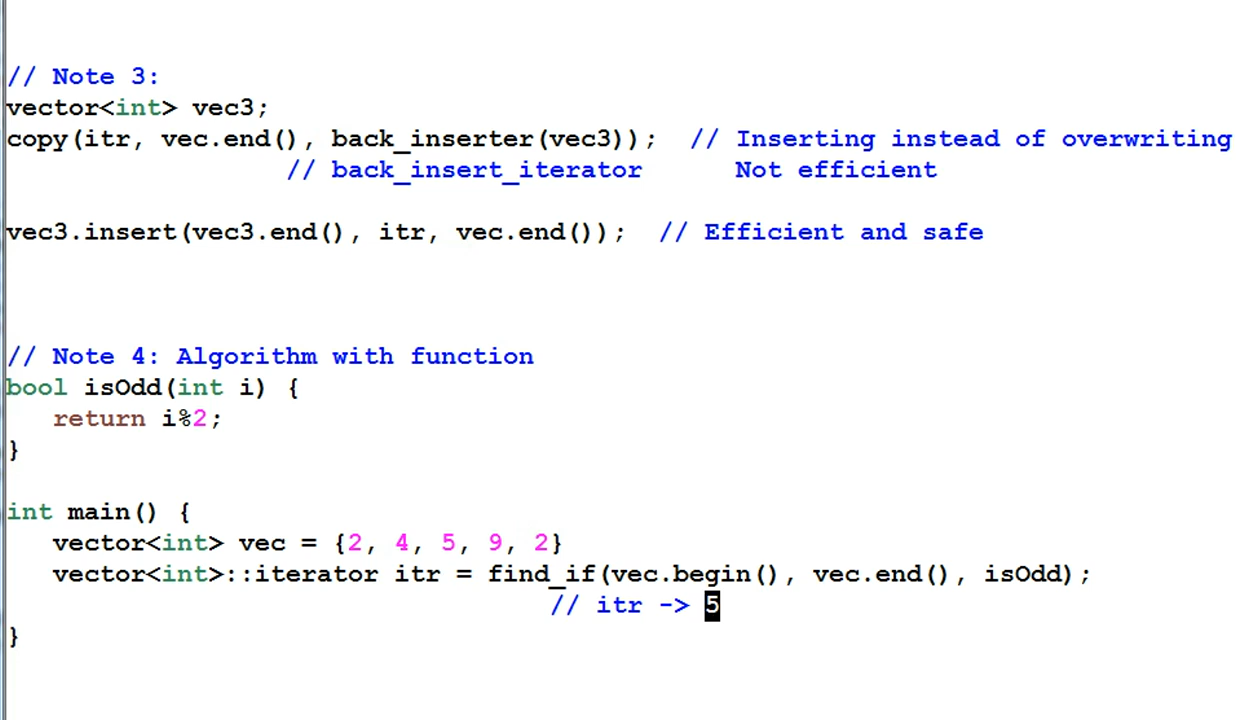 // Note 3:
vector<int> vec3;
copy(itr, vec.end(), back_inserter(vec3));  // Inserting instead of overwriting
// back_insert_iterator      Not efficient
vec3.insert(vec3.end(), itr, vec.end());  // Efficient and safe
// Note 4: Algorithm with function
bool isOdd(int i) {
return i%2;
}
int main() {
vector<int> vec = {2, 4, 5, 9, 2}
vector<int>::iterator itr = find_if(vec.begin(), vec.end(), isOdd);
// itr -> 5
}